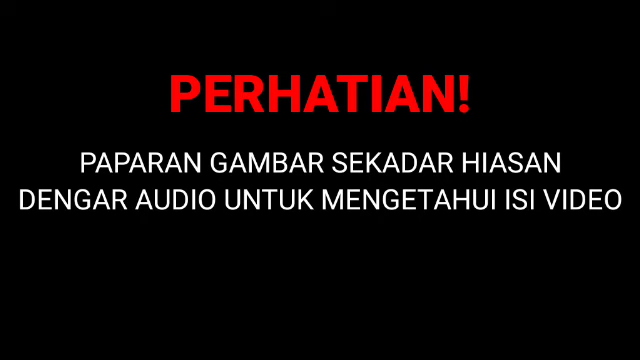 PERHATIAN!
PAPARAN GAMBAR SEKADAR HIASAN
DENGAR AUDIO UNTUK MENGETAHUI ISI VIDEO